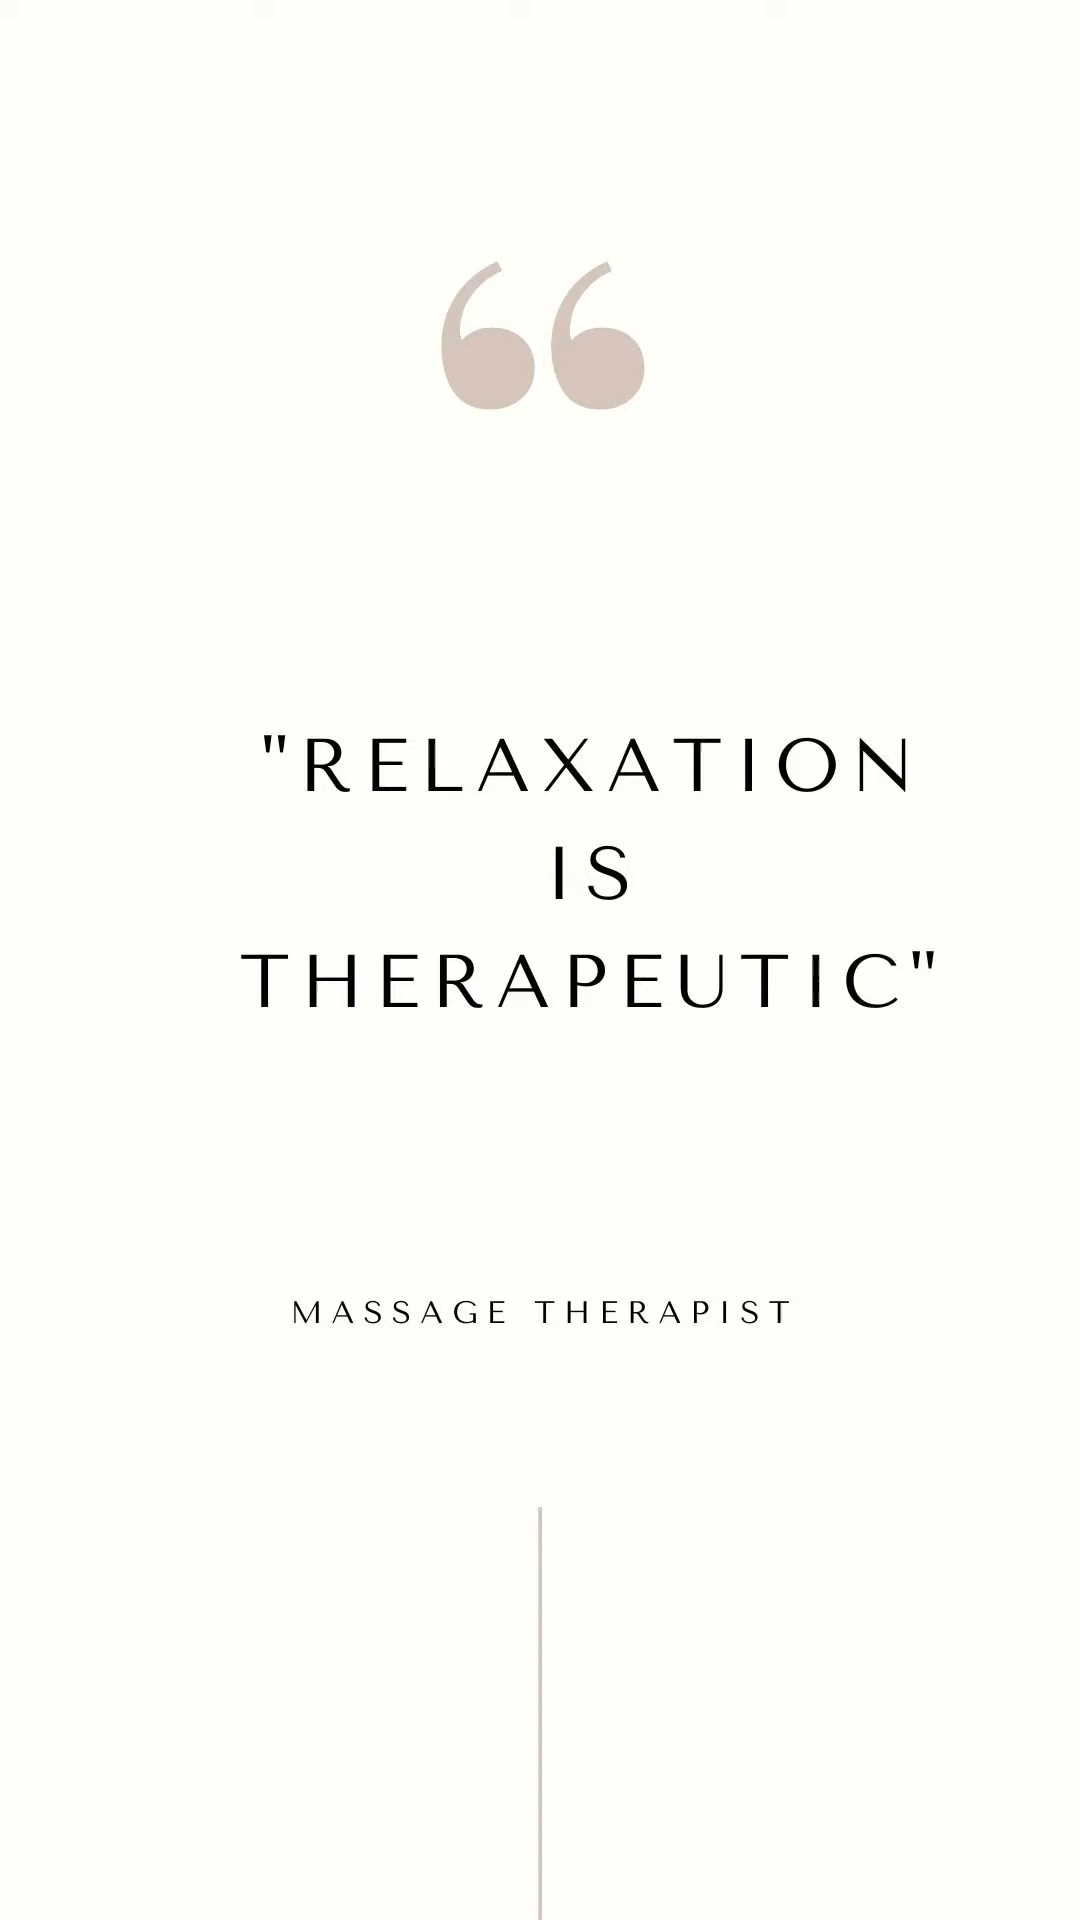 “
"RELAXATION
IS
THERAPEUTIC"
MASSAGE THERAPIST